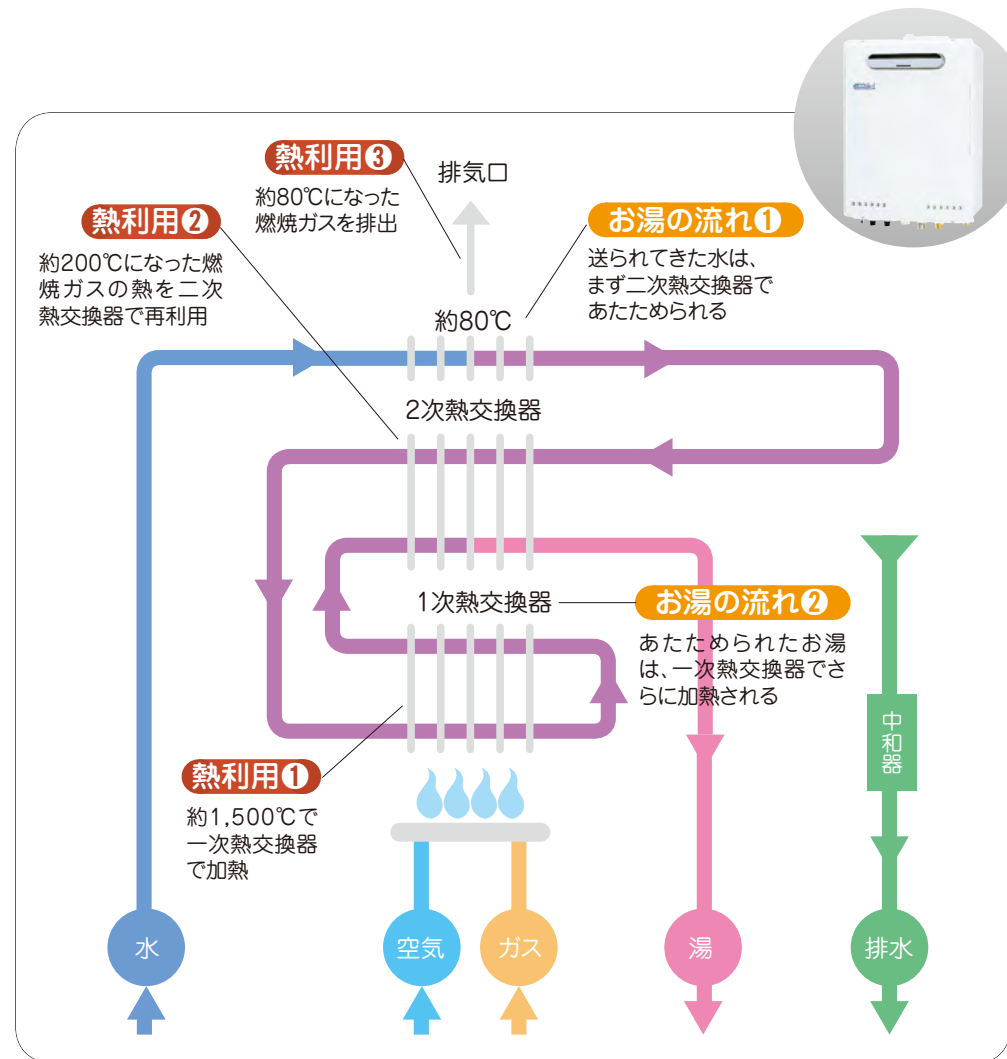 熱利用❸
約80℃になった
燃焼ガスを排出
排気口
熱利用❷
約200℃になった燃
焼ガスの熱を二次
熱交換器で再利用
お湯の流れ❶
送られてきた水は、
まず二次熱交換器で
あたためられる
約80℃
2次熱交換器
1次熱交換器
お湯の流れ❷
あたためられたお湯
は、一次熱交換器でさ
らに加熱される
熱利用❶
約1,500℃で
一次熱交換器
で加熱
中和器
水
空気
ガス
湯
排水